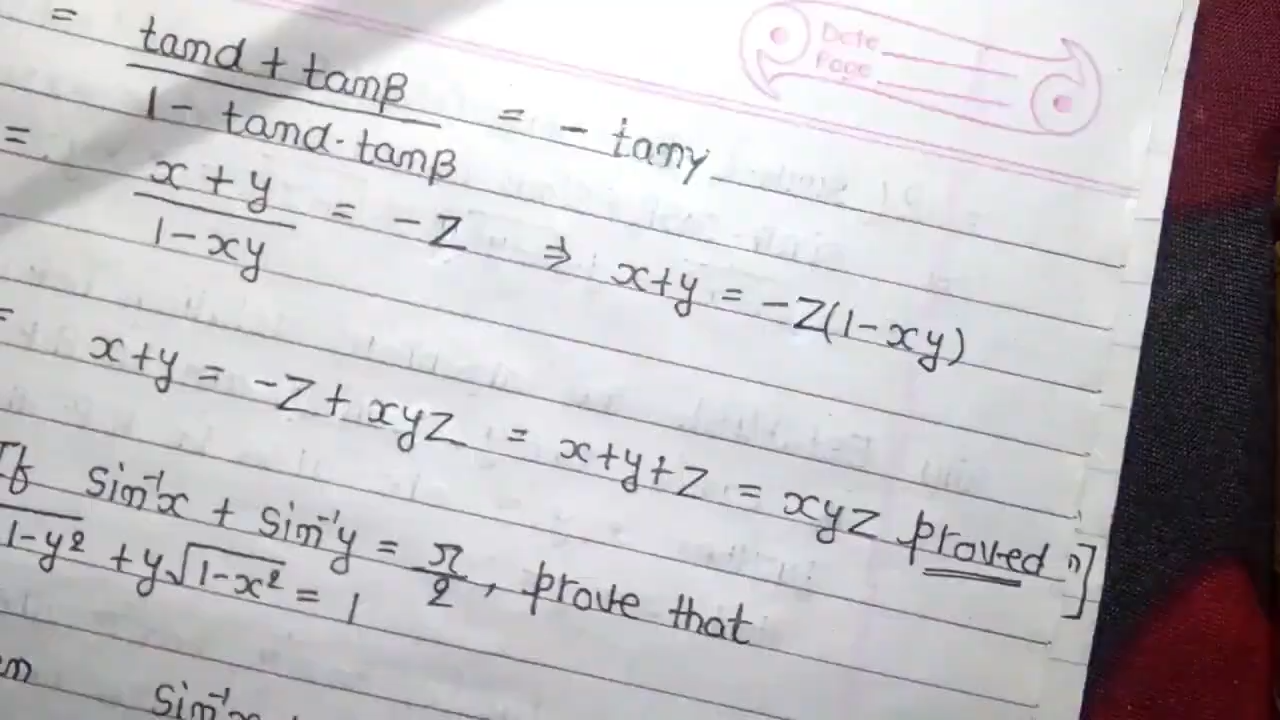 Date
Page
= tanα + tanβ / 1 - tanα·tanβ = - tanγ
= x + y / 1 - xy = - Z ⇒ x+y = -Z(1-xy)
= x+y = -Z + xyZ = x+y+Z = xyZ proved
If sin⁻¹x + sin⁻¹y = π/2, prove that
√1-y² + y√1-x² = 1
sin⁻¹x